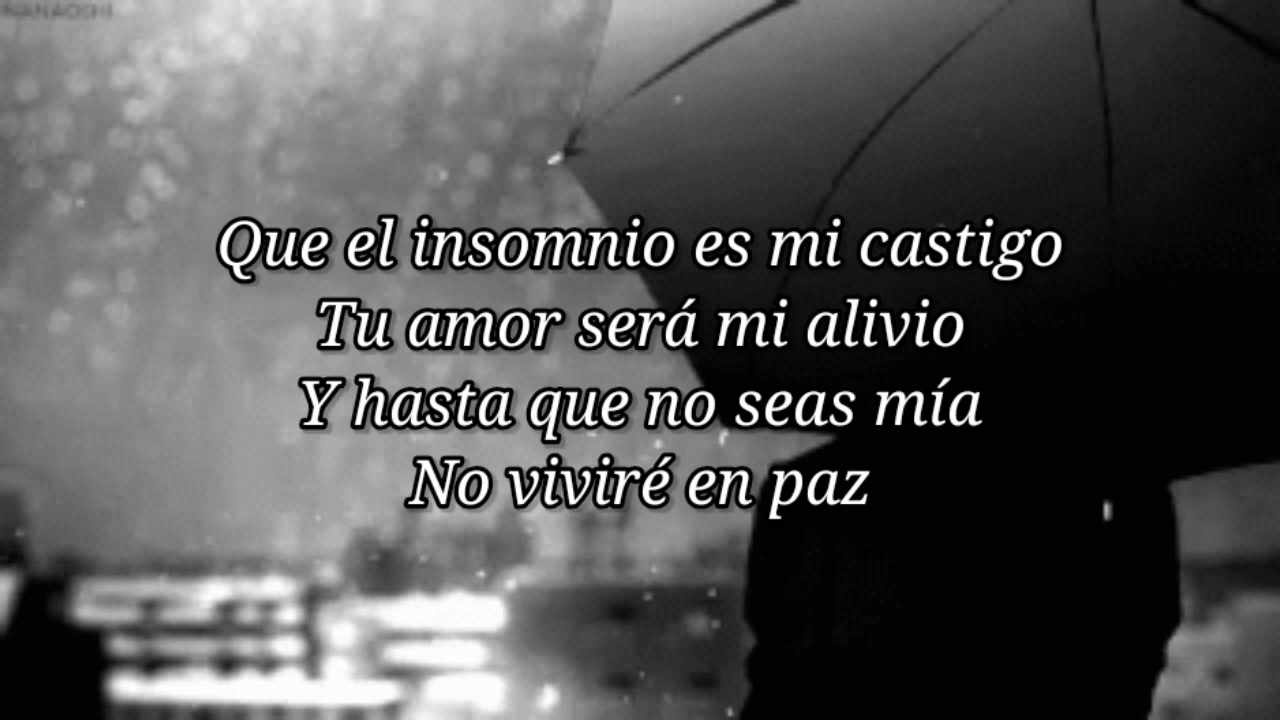 NANAOSHI
Que el insomnio es mi castigo
Tu amor será mi alivio
Y hasta que no seas mía
No viviré en paz